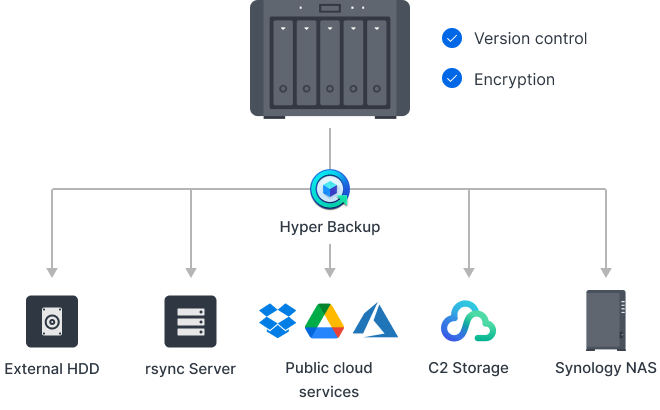 Version control
Encryption
Hyper Backup
External HDD
rsync Server
Public cloud
services
C2 Storage
Synology NAS